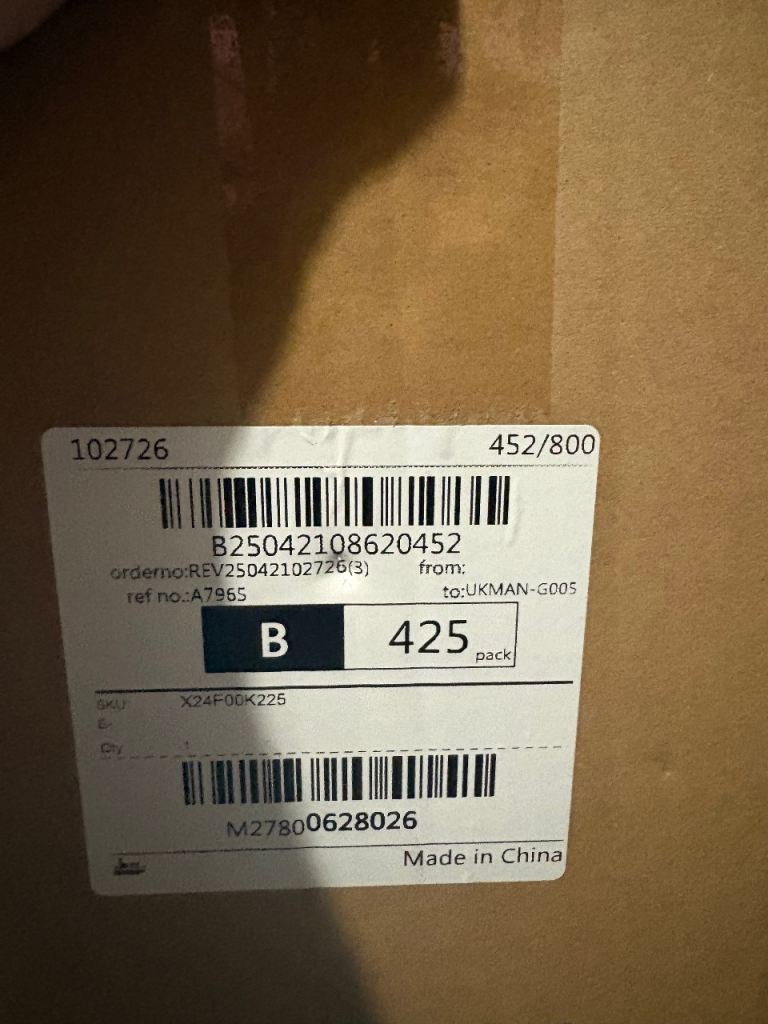 102726 452/800
B25042108620452
orderno:REV25042102726(3) from:
ref no.:A7965 to:UKMAN-G005
B 425 pack
SKU: X24F00K225
E-
Qty 1
M27800628026
Made in China